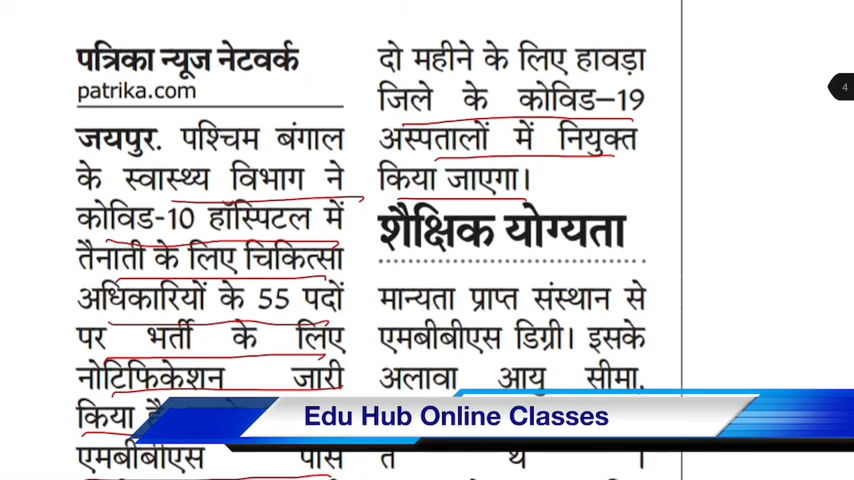 पत्रिका न्यूज नेटवर्क
patrika.com
जयपुर. पश्चिम बंगाल
के स्वास्थ्य विभाग ने
कोविड-10 हॉस्पिटल में
तैनाती के लिए चिकित्सा
अधिकारियों के 55 पदों
पर भर्ती के लिए
नोटिफिकेशन जारी
किया है
एमबीबीएस पास
दो महीने के लिए हावड़ा
जिले के कोविड–19
अस्पतालों में नियुक्त
किया जाएगा।
शैक्षिक योग्यता
मान्यता प्राप्त संस्थान से
एमबीबीएस डिग्री। इसके
अलावा आयु सीमा,
Edu Hub Online Classes
4